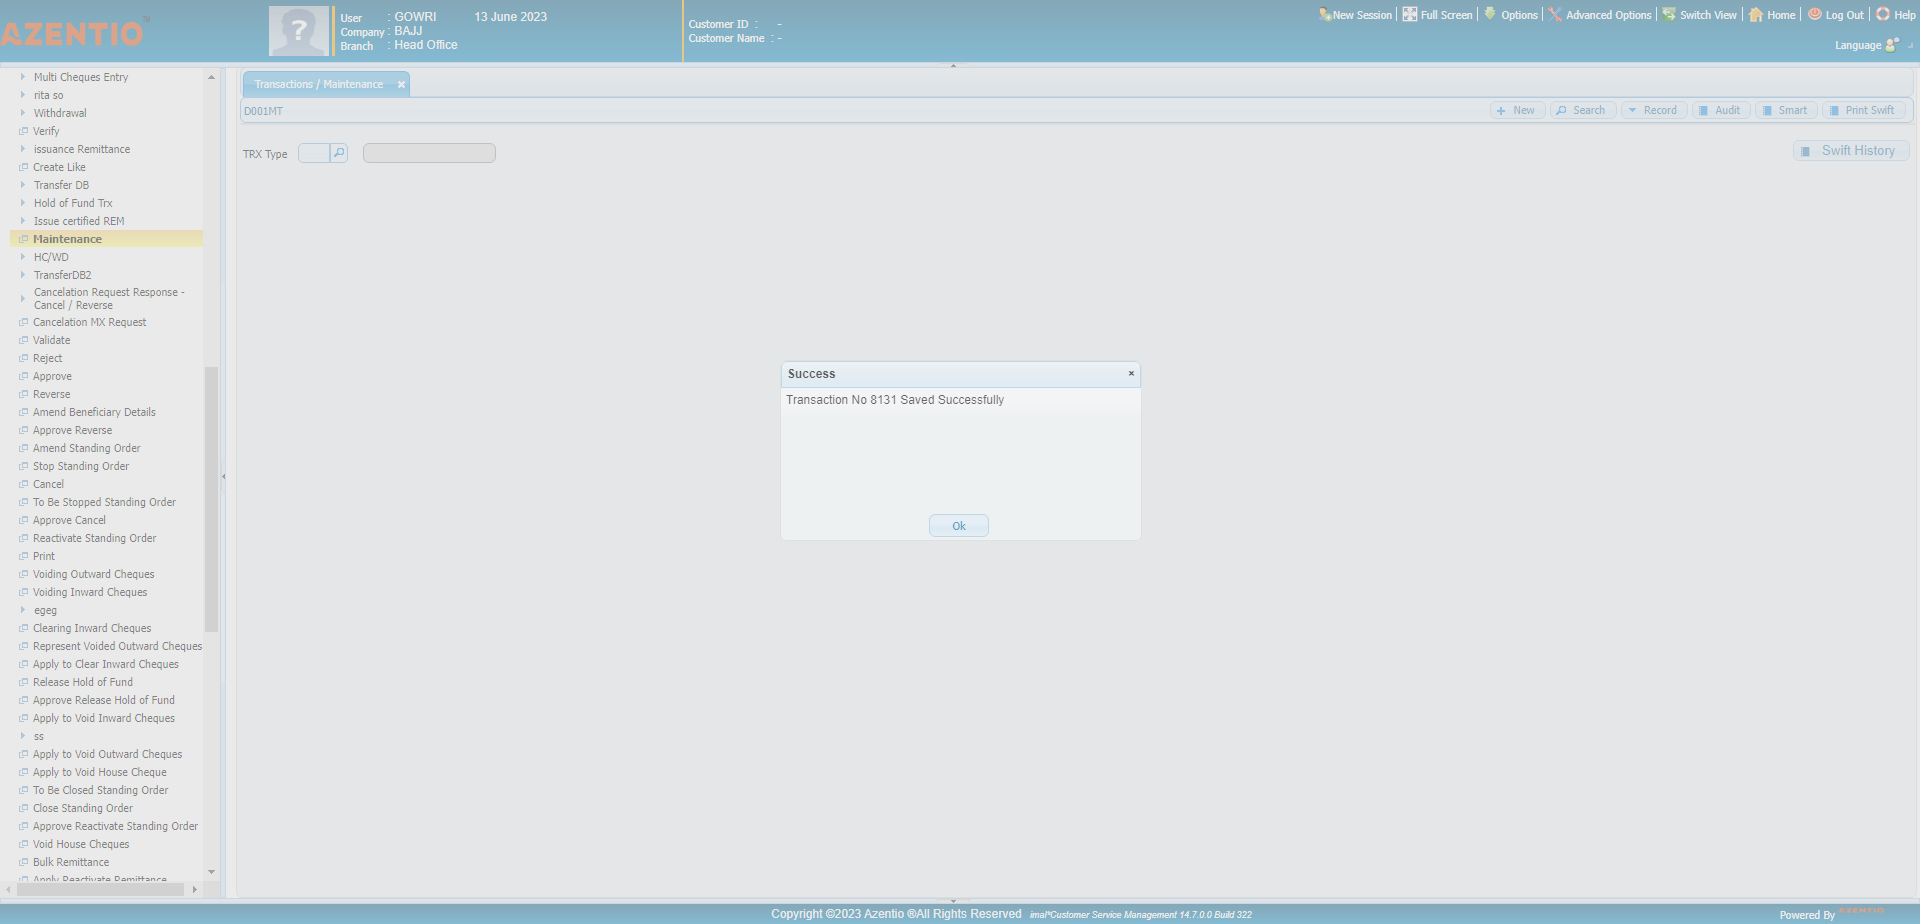 AZENTIO™
User : GOWRI 13 June 2023
Company : BAJJ
Branch : Head Office
Customer ID : -
Customer Name : -
New Session Full Screen Options Advanced Options Switch View Home Log Out Help
Language
Multi Cheques Entry
rita so
Withdrawal
Verify
issuance Remittance
Create Like
Transfer DB
Hold of Fund Trx
Issue certified REM
Maintenance
HC/WD
TransferDB2
Cancelation Request Response -
Cancel / Reverse
Cancelation MX Request
Validate
Reject
Approve
Reverse
Amend Beneficiary Details
Approve Reverse
Amend Standing Order
Stop Standing Order
Cancel
To Be Stopped Standing Order
Approve Cancel
Reactivate Standing Order
Print
Voiding Outward Cheques
Voiding Inward Cheques
egeg
Clearing Inward Cheques
Represent Voided Outward Cheques
Apply to Clear Inward Cheques
Release Hold of Fund
Approve Release Hold of Fund
Apply to Void Inward Cheques
ss
Apply to Void Outward Cheques
Apply to Void House Cheque
To Be Closed Standing Order
Close Standing Order
Approve Reactivate Standing Order
Void House Cheques
Bulk Remittance
Apply Reactivate Remittance
Transactions / Maintenance
D001MT
New Search Record Audit Smart Print Swift
TRX Type
Swift History
Success
Transaction No 8131 Saved Successfully
Ok
Copyright ©2023 Azentio ®All Rights Reserved imal®Customer Service Management 14.7.0.0 Build 322
Powered By AZENTIO